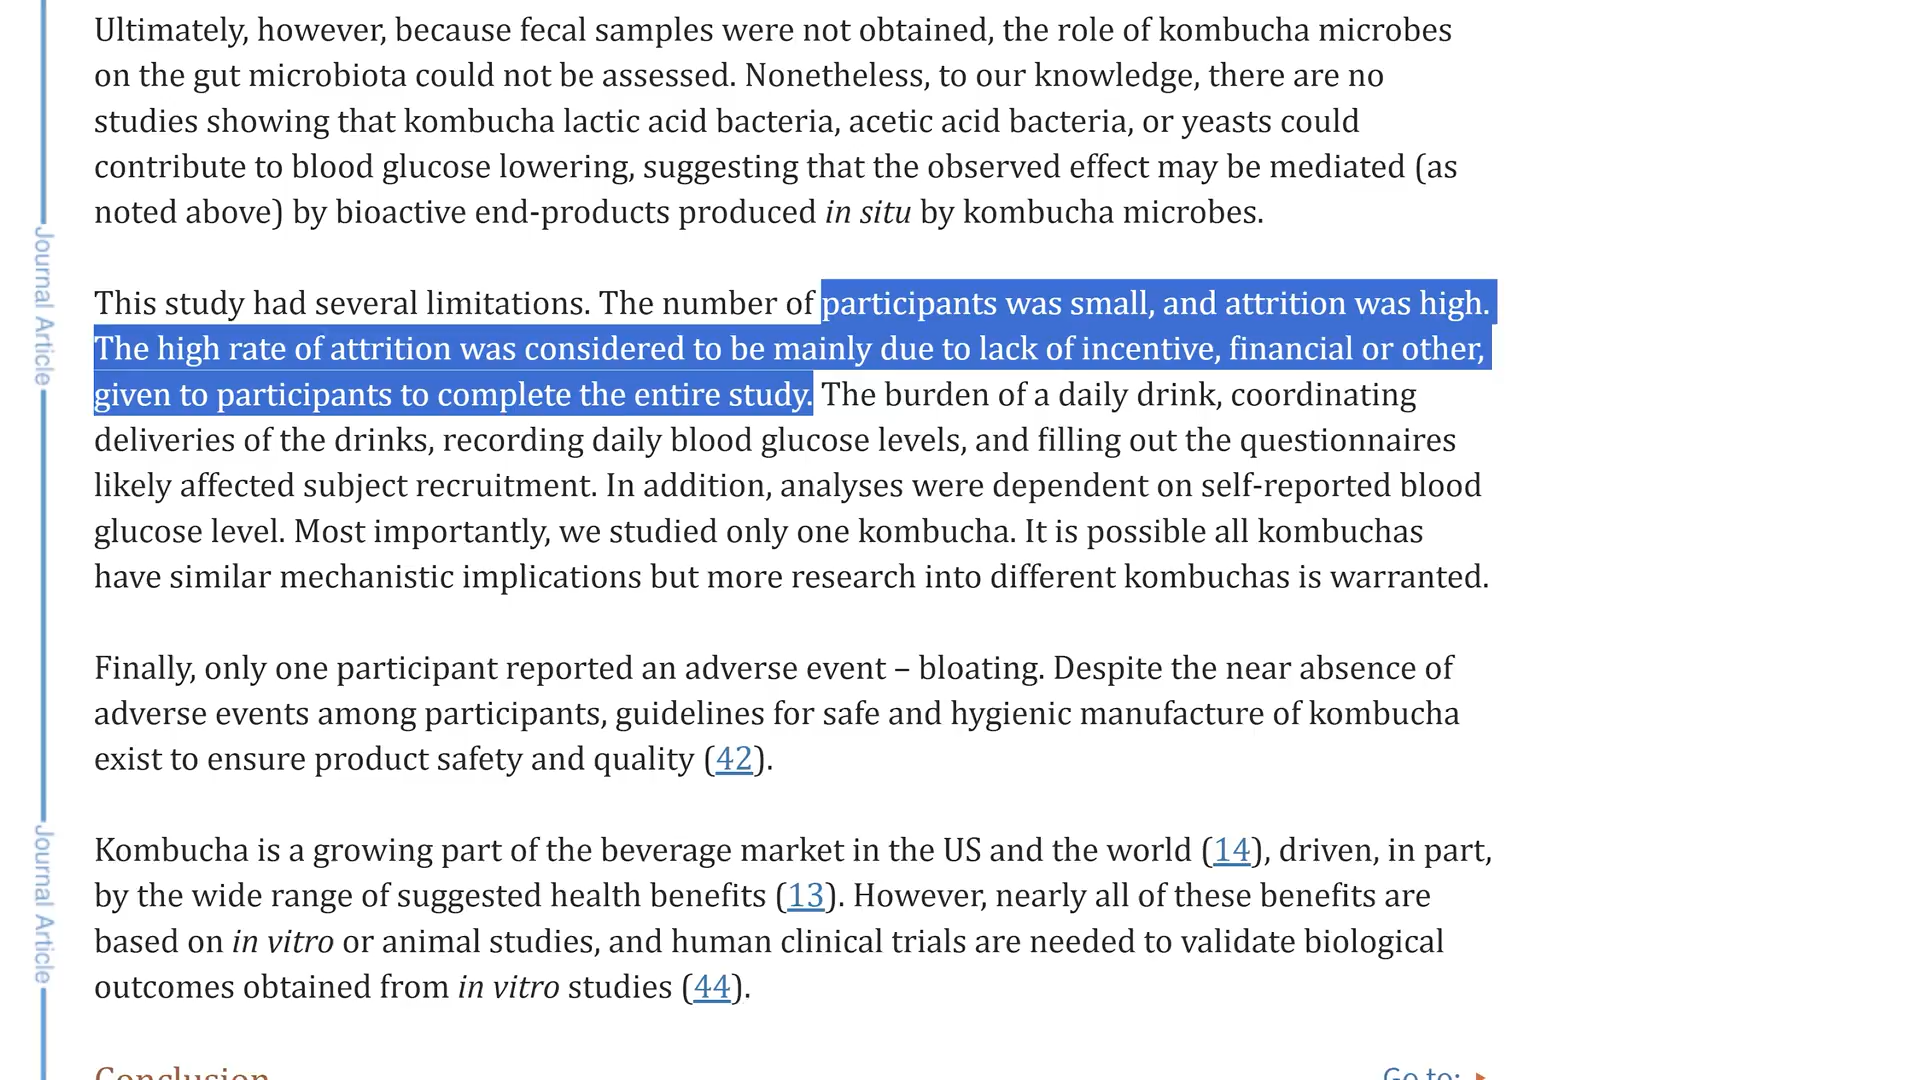 Ultimately, however, because fecal samples were not obtained, the role of kombucha microbes
on the gut microbiota could not be assessed. Nonetheless, to our knowledge, there are no
studies showing that kombucha lactic acid bacteria, acetic acid bacteria, or yeasts could
contribute to blood glucose lowering, suggesting that the observed effect may be mediated (as
noted above) by bioactive end-products produced in situ by kombucha microbes.
This study had several limitations. The number of participants was small, and attrition was high.
The high rate of attrition was considered to be mainly due to lack of incentive, financial or other,
given to participants to complete the entire study. The burden of a daily drink, coordinating
deliveries of the drinks, recording daily blood glucose levels, and filling out the questionnaires
likely affected subject recruitment. In addition, analyses were dependent on self-reported blood
glucose level. Most importantly, we studied only one kombucha. It is possible all kombuchas
have similar mechanistic implications but more research into different kombuchas is warranted.
Finally, only one participant reported an adverse event – bloating. Despite the near absence of
adverse events among participants, guidelines for safe and hygienic manufacture of kombucha
exist to ensure product safety and quality (42).
Kombucha is a growing part of the beverage market in the US and the world (14), driven, in part,
by the wide range of suggested health benefits (13). However, nearly all of these benefits are
based on in vitro or animal studies, and human clinical trials are needed to validate biological
outcomes obtained from in vitro studies (44).
Conclusion
Go to:
Journal Article
Journal Article